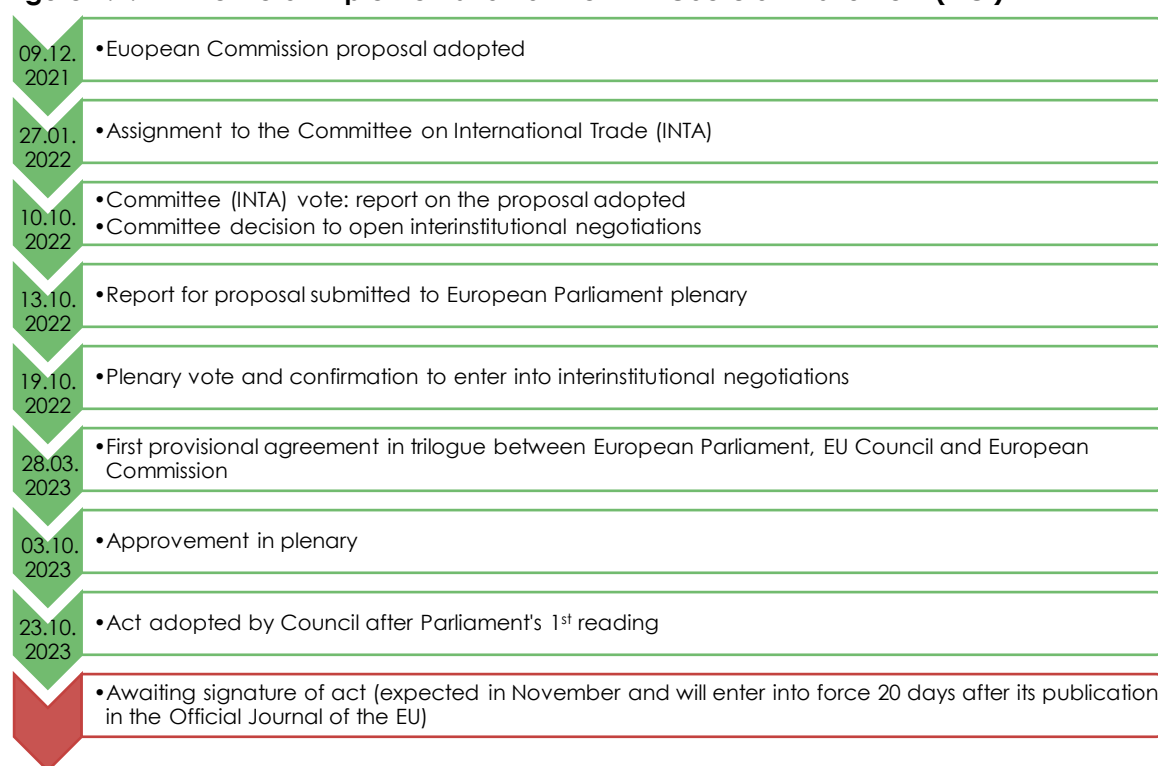 09.12.
2021
•Euopean Commission proposal adopted
27.01.
2022
•Assignment to the Committee on International Trade (INTA)
10.10.
2022
•Committee (INTA) vote: report on the proposal adopted
•Committee decision to open interinstitutional negotiations
13.10.
2022
•Report for proposal submitted to European Parliament plenary
19.10.
2022
•Plenary vote and confirmation to enter into interinstitutional negotiations
28.03.
2023
•First provisional agreement in trilogue between European Parliament, EU Council and European
Commission
03.10.
2023
•Approvement in plenary
23.10.
2023
•Act adopted by Council after Parliament's 1st reading
•Awaiting signature of act (expected in November and will enter into force 20 days after its publication
in the Official Journal of the EU)